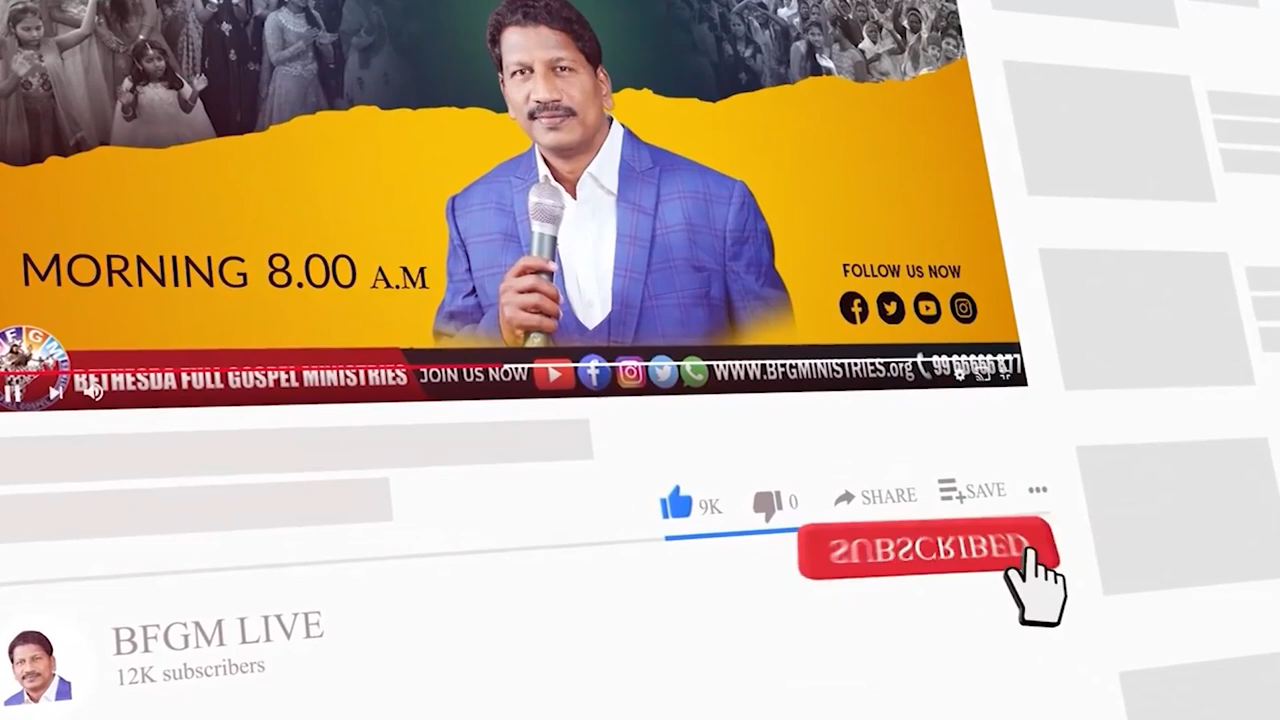 MORNING 8.00 A.M
FOLLOW US NOW
BFGM
BETHESDA FULL GOSPEL MINISTRIES
JOIN US NOW
WWW.BFGMINISTRIES.org
9K
0
SHARE
SAVE
SUBSCRIBED
BFGM LIVE
12K subscribers